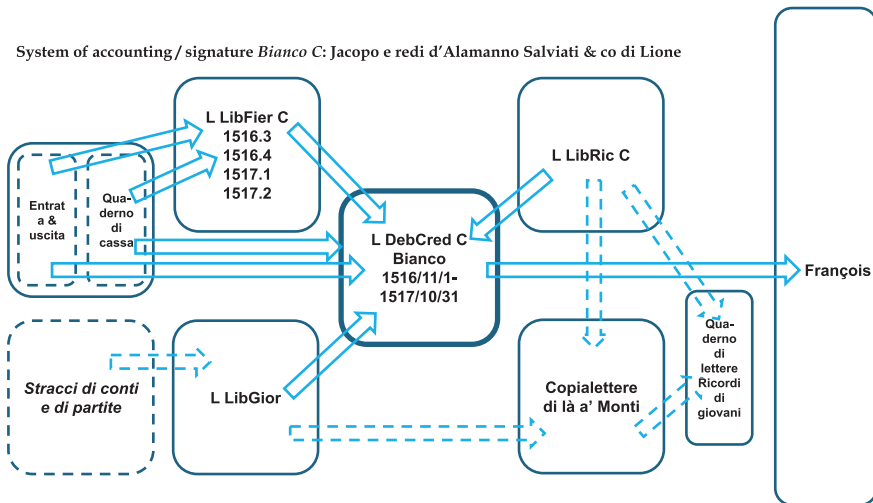 System of accounting / signature Bianco C: Jacopo e redi d'Alamanno Salviati & co di Lione
L LibFier C
1516.3
1516.4
1517.1
1517.2
L LibRic C
Entrat
a &
uscita
Qua-
derno
di
cassa
L DebCred C
Bianco
1516/11/1-
1517/10/31
François
Stracci di conti
e di partite
L LibGior
Copialettere
di là a' Monti
Qua-
derno
di
lettere
Ricordi
di
giovani